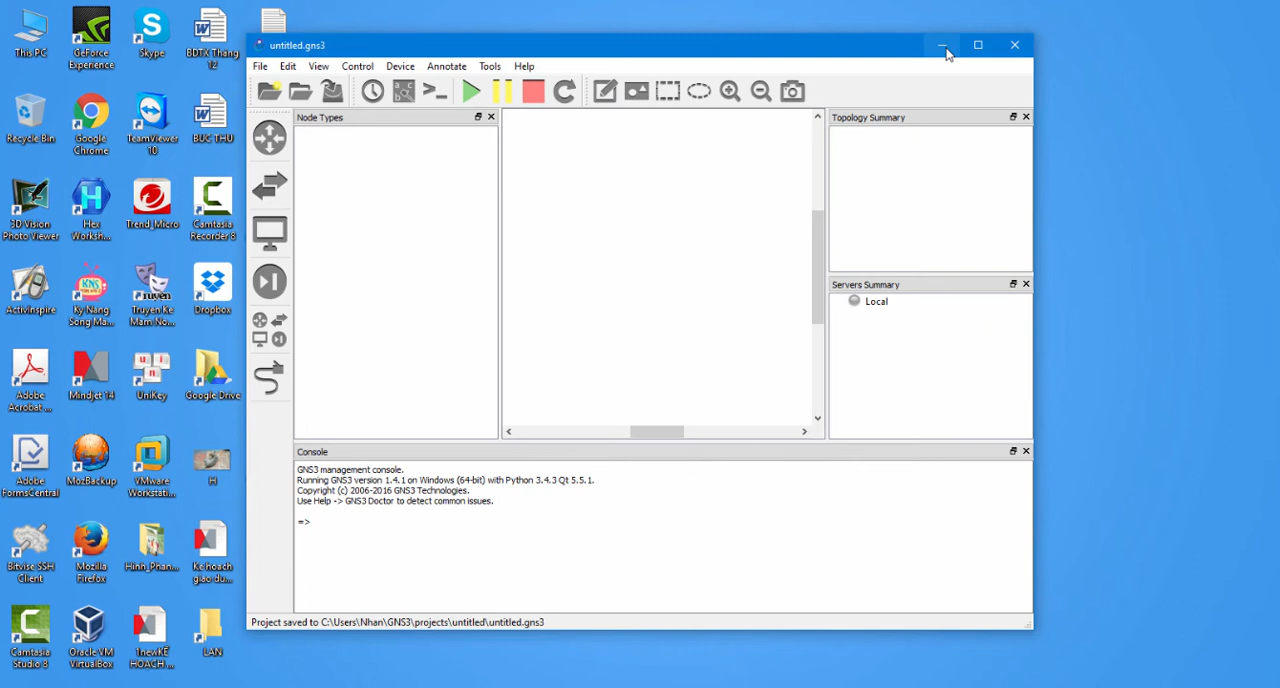 This PC
GeForce
Experience
Skype
BDTX Thang
12
Recycle Bin
Google
Chrome
TeamViewer
10
BUC THU
3D Vision
Photo Viewer
Hex
Worksh...
Trend_Micro
Camtasia
Recorder 8
ActivInspire
Ky Nang
Song Ma...
Truyen Ke
Mam No...
Dropbox
Adobe
Acrobat ...
Mindjet 14
UniKey
Google Drive
Adobe
FormsCentral
MozBackup
VMware
Workstati...
HI
Bitvise SSH
Client
Mozilla
Firefox
Hinh_Phan...
Ke hoach
giao du...
Camtasia
Studio 8
Oracle VM
VirtualBox
1newKẾ
HOACH ...
LAN
untitled.gns3
File Edit View Control Device Annotate Tools Help
Node Types
Topology Summary
Servers Summary
Local
Console
GNS3 management console.
Running GNS3 version 1.4.1 on Windows (64-bit) with Python 3.4.3 Qt 5.5.1.
Copyright (c) 2006-2016 GNS3 Technologies.
Use Help -> GNS3 Doctor to detect common issues.
=>
Project saved to C:\Users\Nhan\GNS3\projects\untitled\untitled.gns3